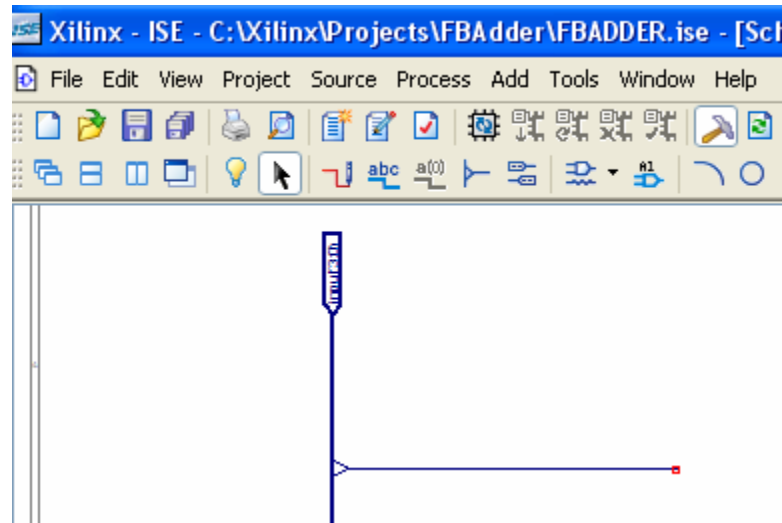 ISE Xilinx - ISE - C:\Xilinx\Projects\FBAdder\FBADDER.ise - [Sch
File Edit View Project Source Process Add Tools Window Help
abc a(0) A1